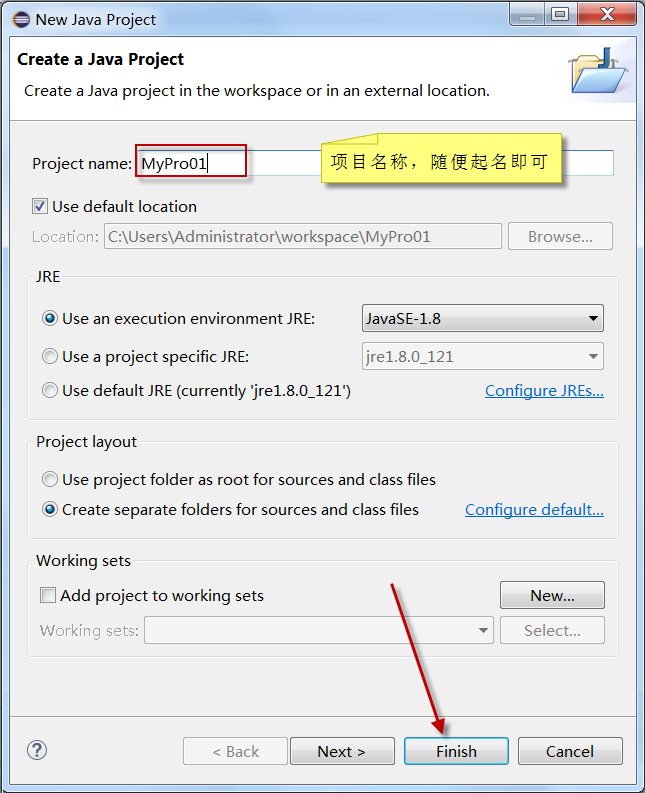 New Java Project
Create a Java Project
Create a Java project in the workspace or in an external location.
Project name: MyPro01 项目名称，随便起名即可
Use default location
Location: C:\Users\Administrator\workspace\MyPro01 Browse...
JRE
Use an execution environment JRE: JavaSE-1.8
Use a project specific JRE: jre1.8.0_121
Use default JRE (currently 'jre1.8.0_121') Configure JREs...
Project layout
Use project folder as root for sources and class files
Create separate folders for sources and class files Configure default...
Working sets
Add project to working sets New...
Working sets: Select...
? < Back Next > Finish Cancel